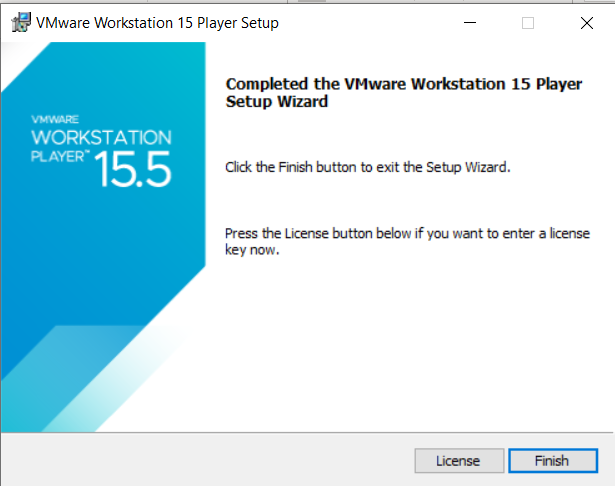 VMware Workstation 15 Player Setup
VMWARE
WORKSTATION
PLAYER™ 15.5
Completed the VMware Workstation 15 Player
Setup Wizard
Click the Finish button to exit the Setup Wizard.
Press the License button below if you want to enter a license
key now.
License
Finish